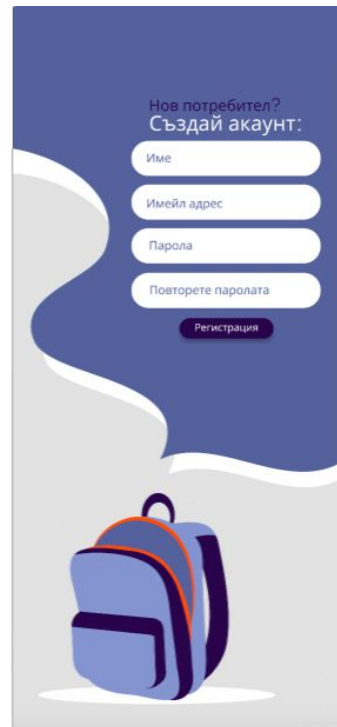 Нов потребител?
Създай акаунт:
Име
Имейл адрес
Парола
Повторете паролата
Регистрация